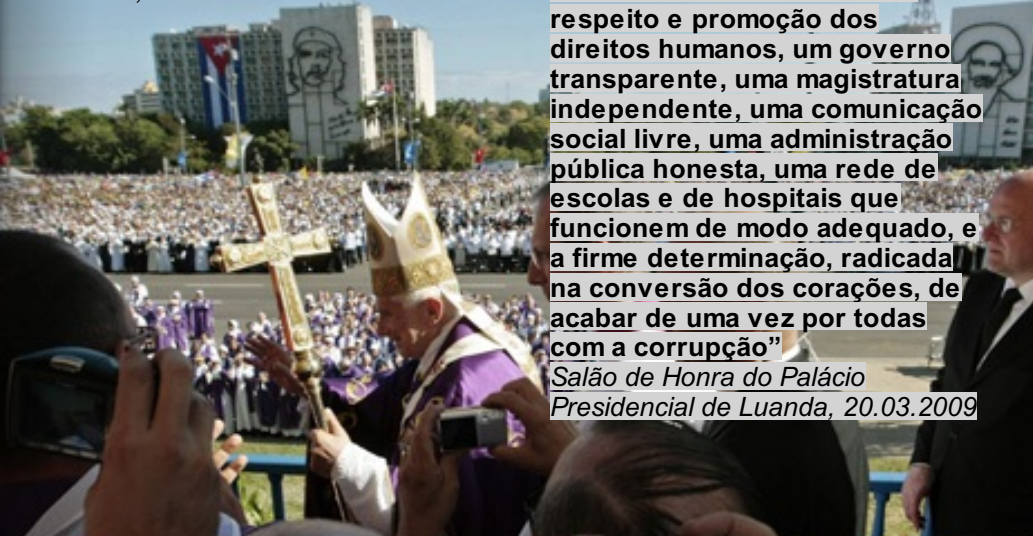 respeito e promoção dos
direitos humanos, um governo
transparente, uma magistratura
independente, uma comunicação
social livre, uma administração
pública honesta, uma rede de
escolas e de hospitais que
funcionem de modo adequado, e
a firme determinação, radicada
na conversão dos corações, de
acabar de uma vez por todas
com a corrupção”
Salão de Honra do Palácio
Presidencial de Luanda, 20.03.2009